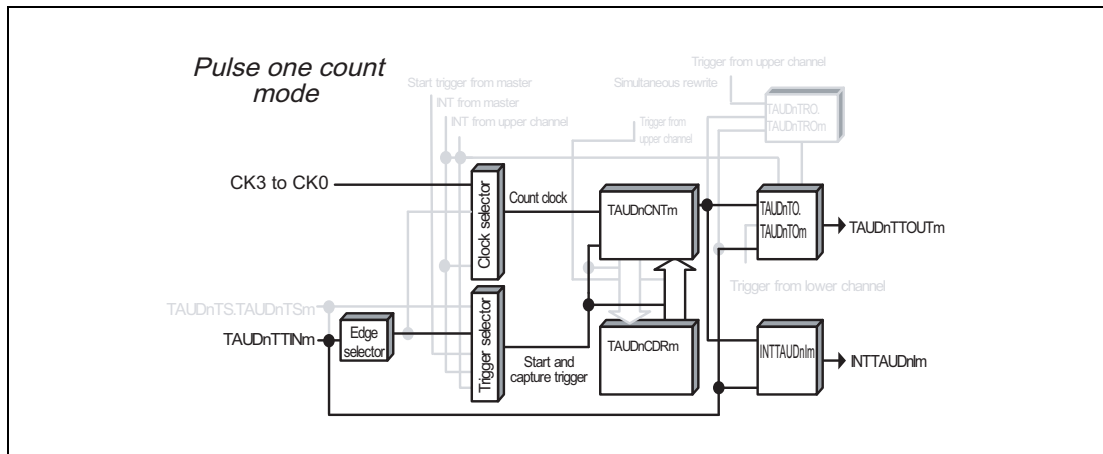 Pulse one count
mode
Trigger from upper channel
Start trigger from master
Simultaneous rewrite
INT from master
INT from upper channel
Trigger from
upper channel
TAUDnTRO.
TAUDnTROm
CK3 to CK0
Clock selector
Count clock
TAUDnCNTm
TAUDnTO.
TAUDnTOm
TAUDnTTOUTm
Trigger from lower channel
TAUDnTS.TAUDnTSm
TAUDnTTINm
Edge
selector
Trigger selector
Start and
capture trigger
TAUDnCDRm
INTTAUDnIm
INTTAUDnIm